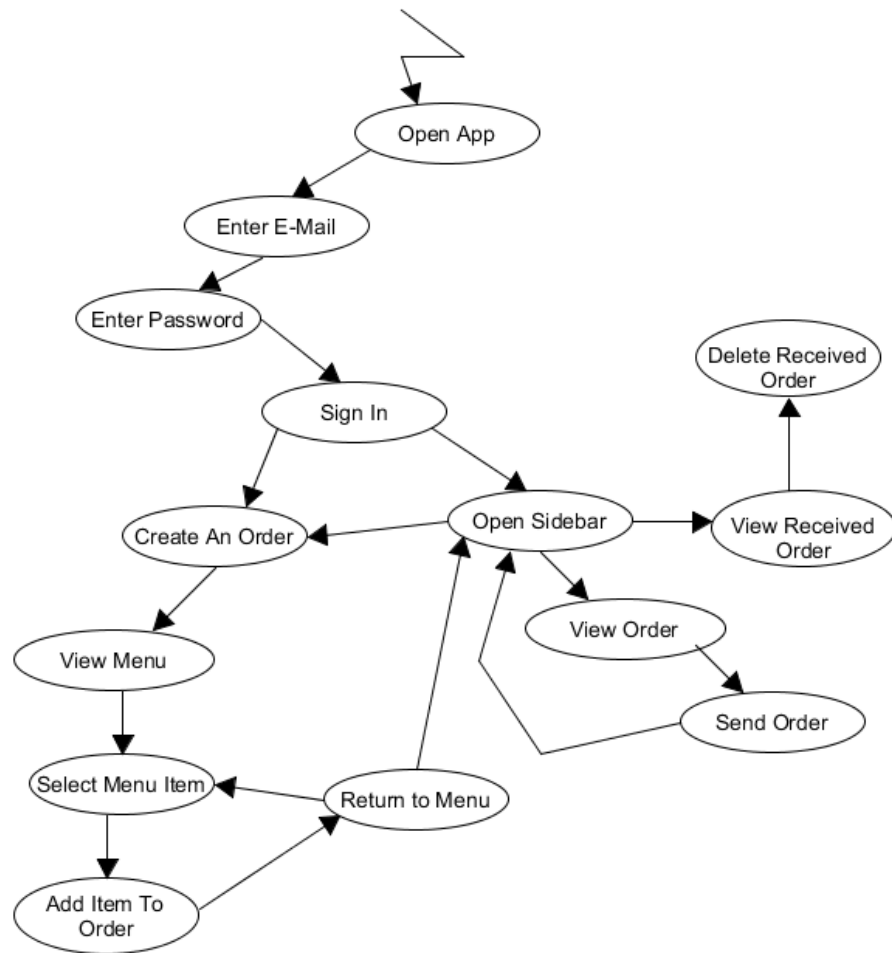 Open App
Enter E-Mail
Enter Password
Delete Received
Order
Sign In
Create An Order
Open Sidebar
View Received
Order
View Order
View Menu
Send Order
Select Menu Item
Return to Menu
Add Item To
Order